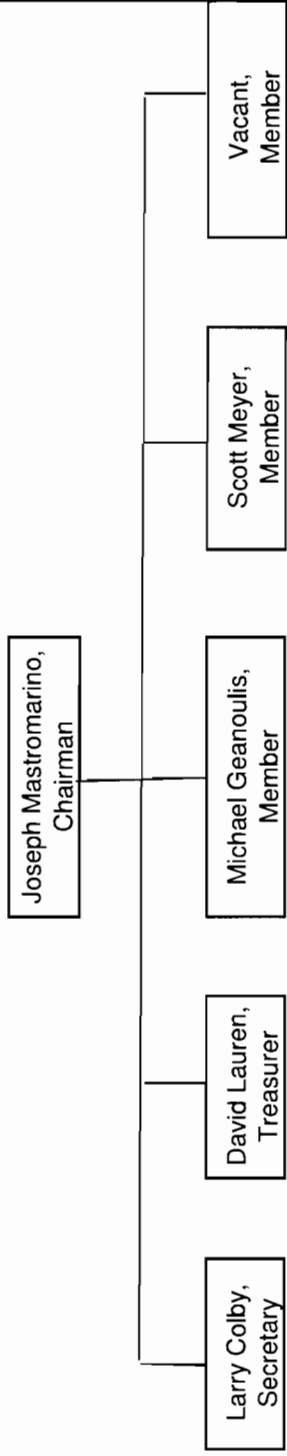 Joseph Mastromarino,
Chairman
Larry Colby,
Secretary
David Lauren,
Treasurer
Michael Geanoulis,
Member
Scott Meyer,
Member
Vacant,
Member